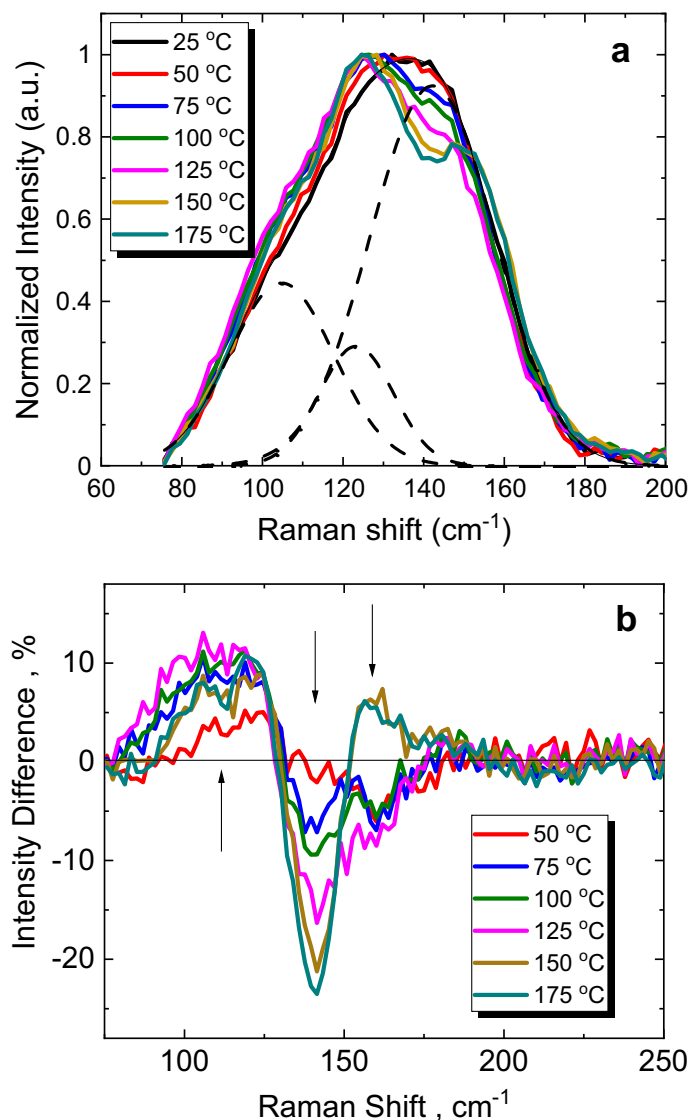 a
25 °C
50 °C
75 °C
100 °C
125 °C
150 °C
175 °C
Normalized Intensity (a.u.)
1
0.8
0.6
0.4
0.2
0
60 80 100 120 140 160 180 200
Raman shift (cm⁻¹)
b
Intensity Difference , %
10
0
-10
-20
50 °C
75 °C
100 °C
125 °C
150 °C
175 °C
100 150 200 250
Raman Shift , cm⁻¹